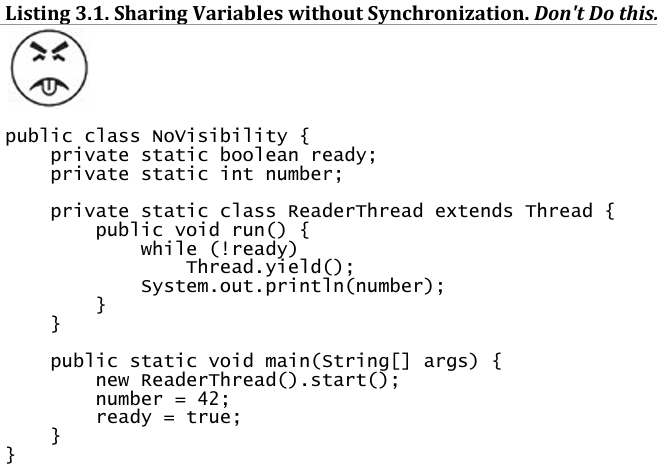 Listing 3.1. Sharing Variables without Synchronization. Don't Do this.
public class NoVisibility {
    private static boolean ready;
    private static int number;
    private static class ReaderThread extends Thread {
        public void run() {
            while (!ready)
                Thread.yield();
            System.out.println(number);
        }
    }
    public static void main(String[] args) {
        new ReaderThread().start();
        number = 42;
        ready = true;
    }
}